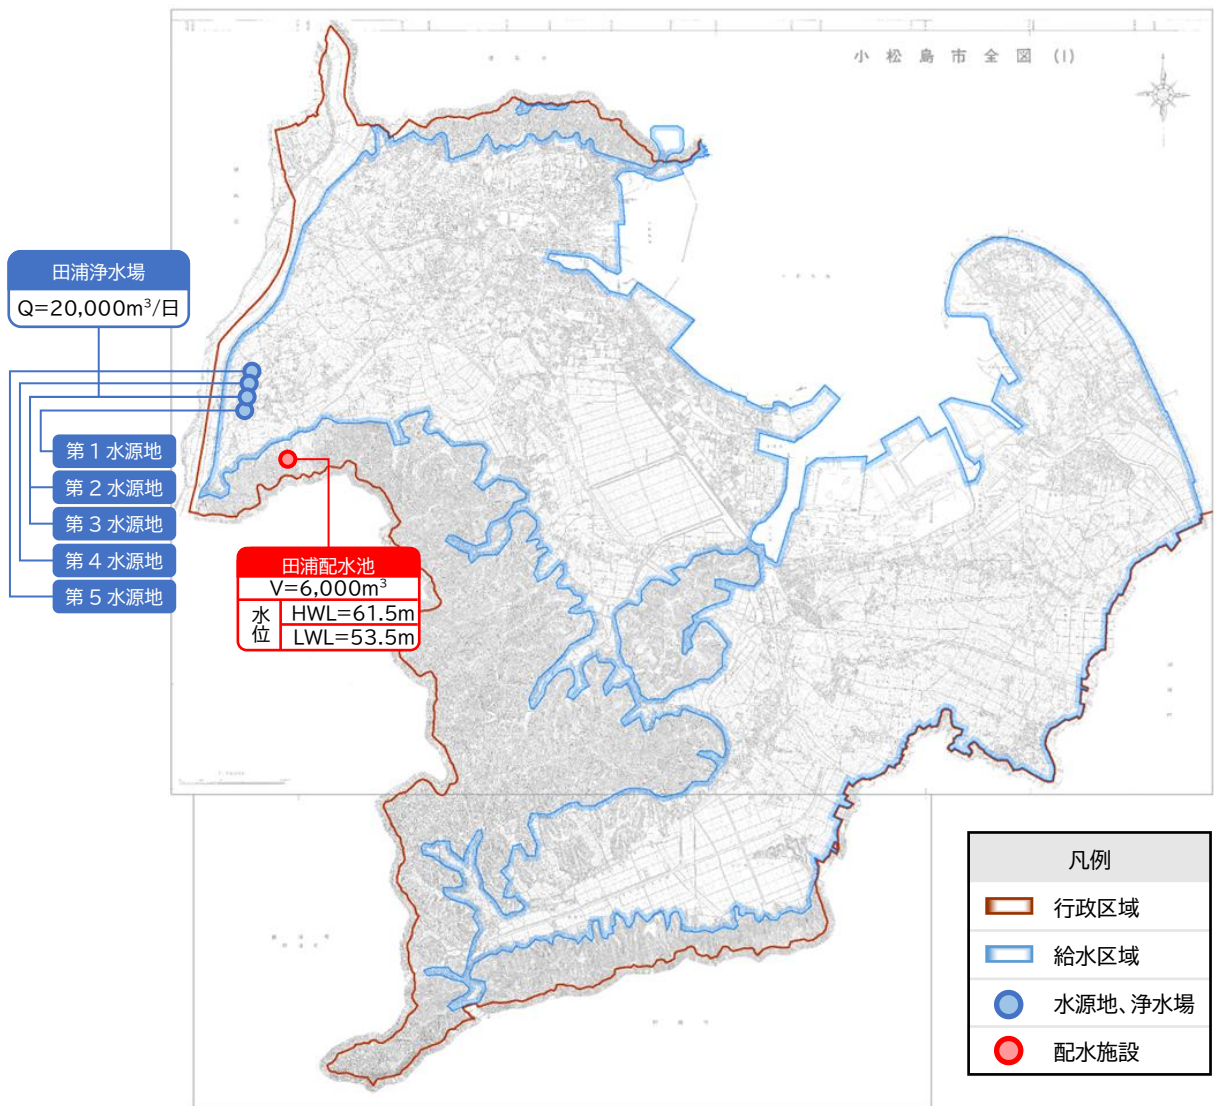 小松島市全図(1)
田浦浄水場
Q=20,000m³/日
第1水源地
第2水源地
第3水源地
第4水源地
第5水源地
田浦配水池
V=6,000m³
水位
HWL=61.5m
LWL=53.5m
凡例
行政区域
給水区域
水源地、浄水場
配水施設